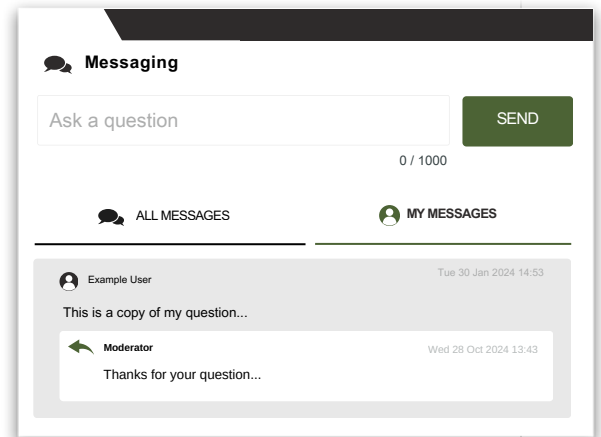 Messaging
Ask a question
SEND
0 / 1000
ALL MESSAGES
MY MESSAGES
Example User
Tue 30 Jan 2024 14:53
This is a copy of my question...
Moderator
Wed 28 Oct 2024 13:43
Thanks for your question...